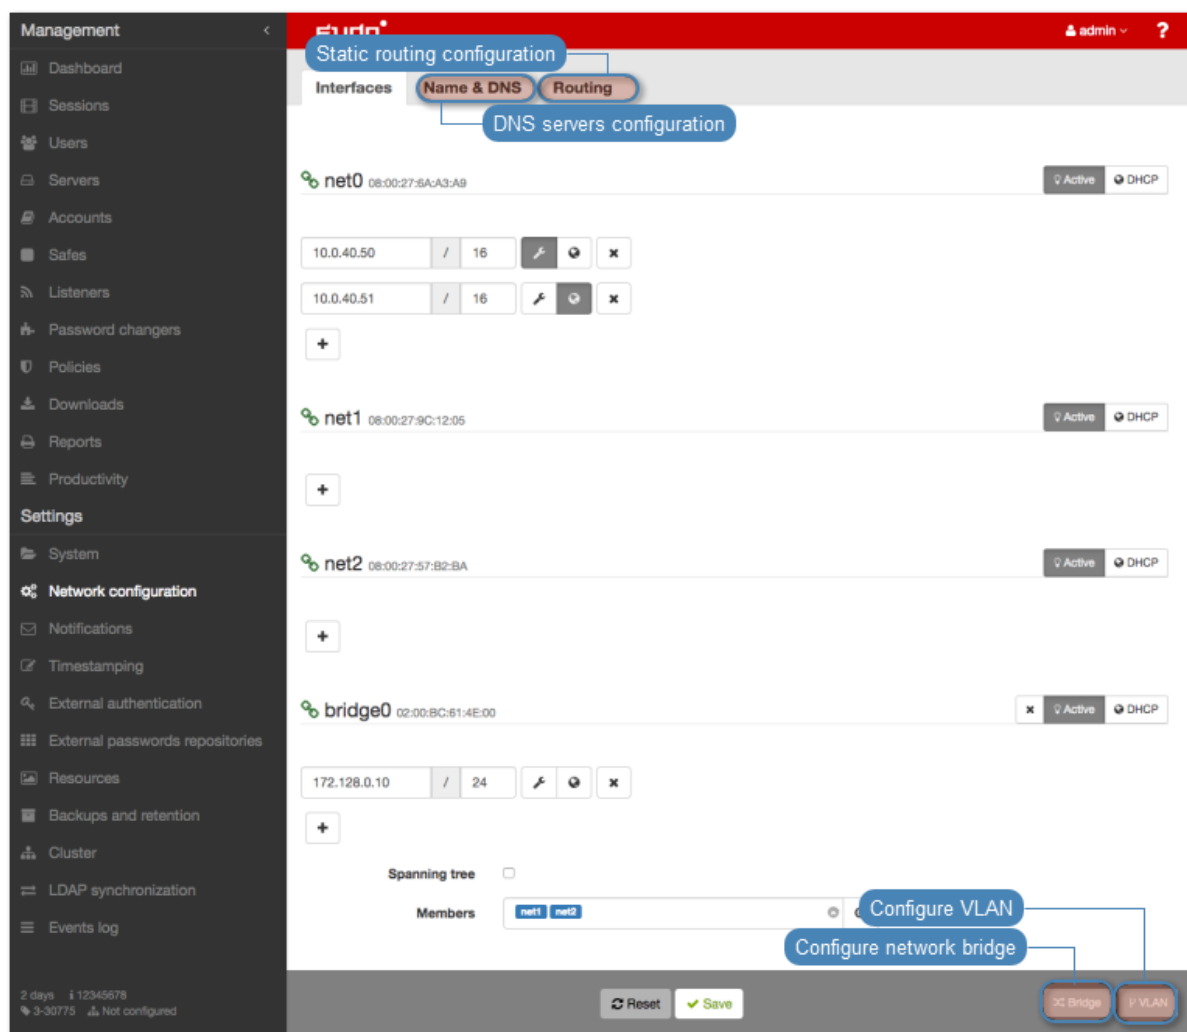 Management
admin
?
Static routing configuration
Interfaces
Name & DNS
Routing
DNS servers configuration
Dashboard
Sessions
Users
Servers
Accounts
Safes
Listeners
Password changers
Policies
Downloads
Reports
Productivity
Settings
System
Network configuration
Notifications
Timestamping
External authentication
External passwords repositories
Resources
Backups and retention
Cluster
LDAP synchronization
Events log
2 days i 12345678
3-30775 Not configured
net0 08:00:27:6A:A3:A9
Active
DHCP
10.0.40.50 / 16
10.0.40.51 / 16
net1 08:00:27:9C:12:05
Active
DHCP
net2 08:00:27:57:B2:BA
Active
DHCP
bridge0 02:00:BC:61:4E:00
Active
DHCP
172.128.0.10 / 24
Spanning tree
Members
net1 net2
Configure VLAN
Configure network bridge
Reset
Save
Bridge
VLAN